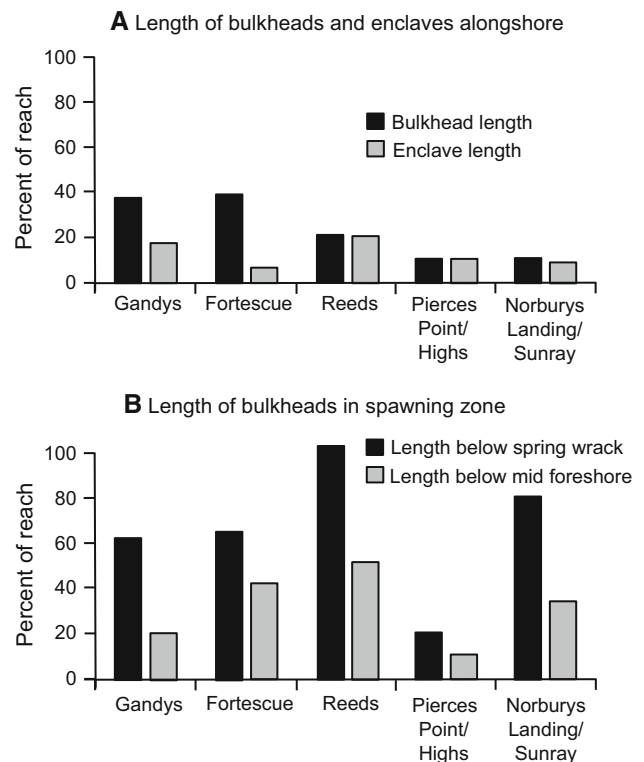 A Length of bulkheads and enclaves alongshore
100
80
60
40
20
0
Percent of reach
Bulkhead length
Enclave length
Gandys
Fortescue
Reeds
Pierces
Point/
Highs
Norburys
Landing/
Sunray
B Length of bulkheads in spawning zone
100
80
60
40
20
0
Percent of reach
Length below spring wrack
Length below mid foreshore
Gandys
Fortescue
Reeds
Pierces
Point/
Highs
Norburys
Landing/
Sunray